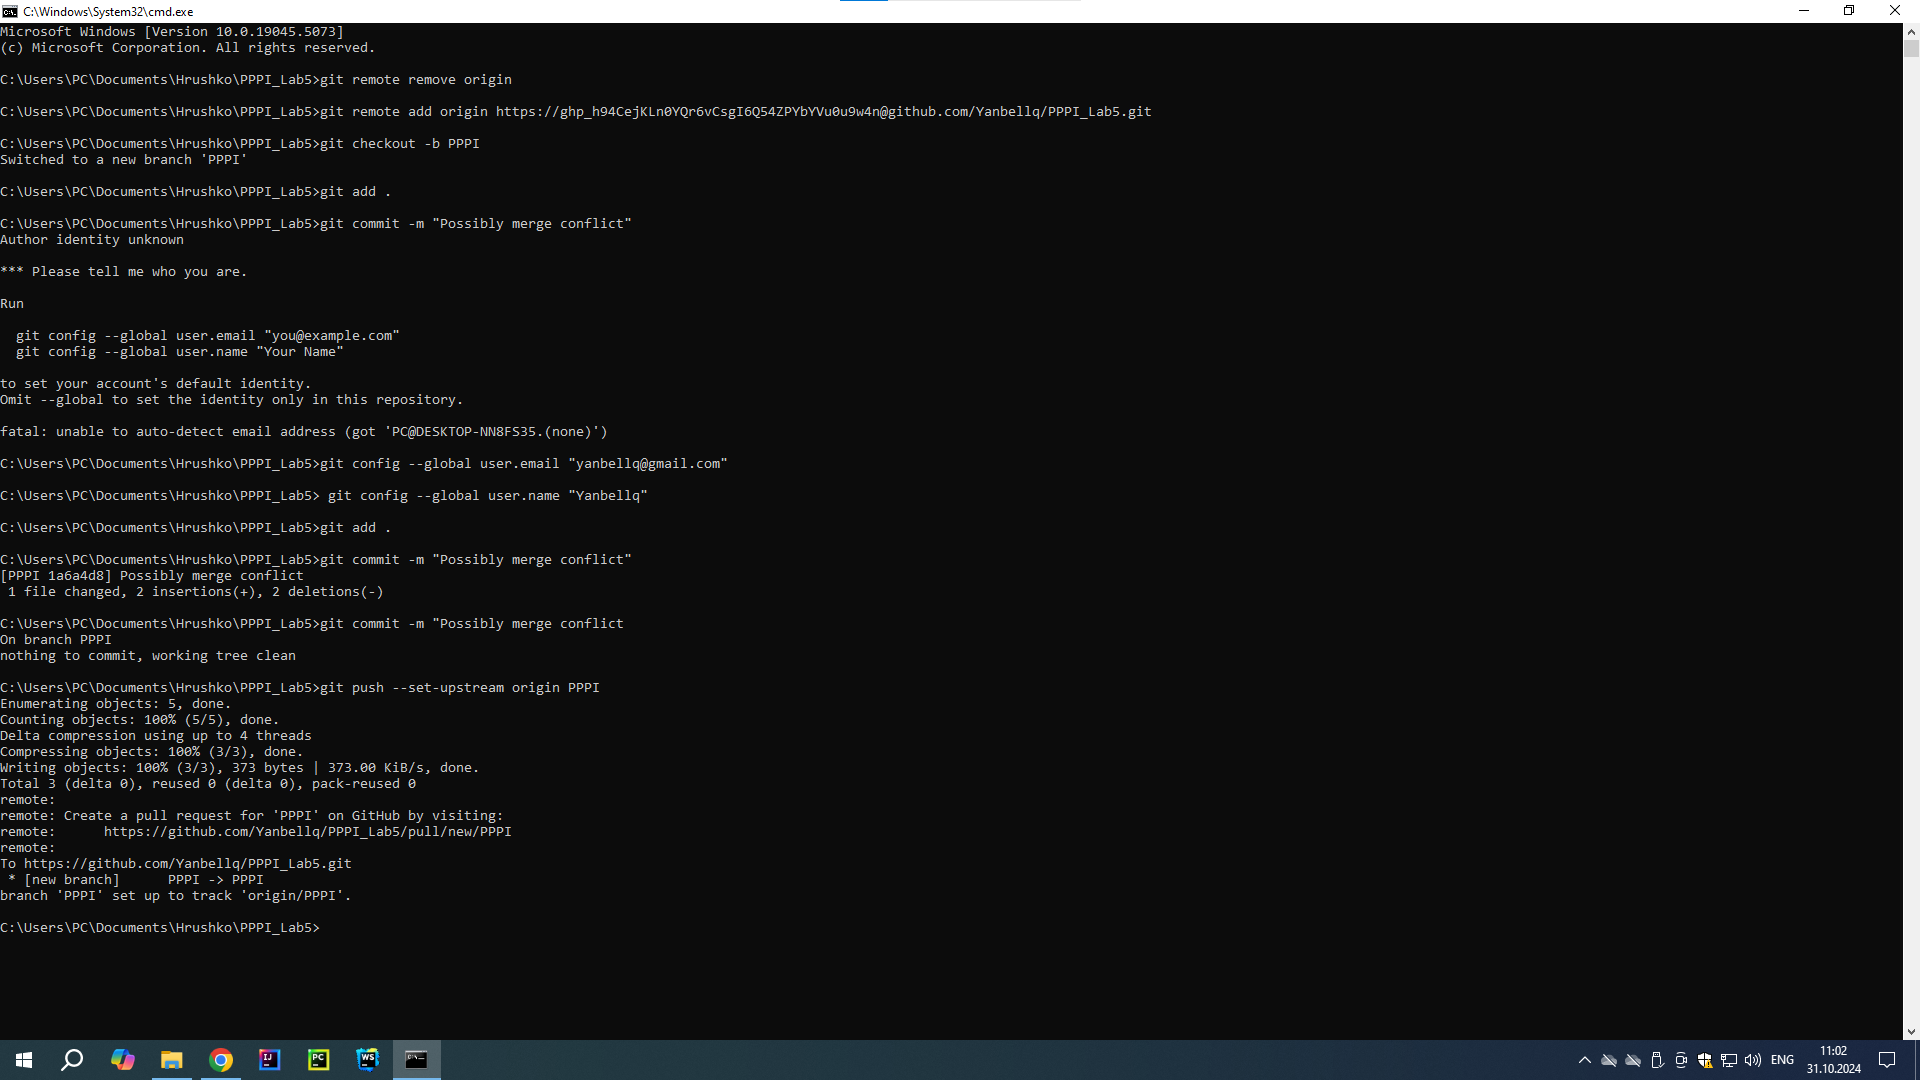 C:\Windows\System32\cmd.exe
Microsoft Windows [Version 10.0.19045.5073]
(c) Microsoft Corporation. All rights reserved.
C:\Users\PC\Documents\Hrushko\PPPI_Lab5>git remote remove origin
C:\Users\PC\Documents\Hrushko\PPPI_Lab5>git remote add origin https://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@github.com/Yanbellq/PPPI_Lab5.git
C:\Users\PC\Documents\Hrushko\PPPI_Lab5>git checkout -b PPPI
Switched to a new branch 'PPPI'
C:\Users\PC\Documents\Hrushko\PPPI_Lab5>git add .
C:\Users\PC\Documents\Hrushko\PPPI_Lab5>git commit -m "Possibly merge conflict"
Author identity unknown
*** Please tell me who you are.
Run
git config --global user.email "you@example.com"
git config --global user.name "Your Name"
to set your account's default identity.
Omit --global to set the identity only in this repository.
fatal: unable to auto-detect email address (got 'PC@DESKTOP-NN8FS35.(none)')
C:\Users\PC\Documents\Hrushko\PPPI_Lab5>git config --global user.email "yanbellq@gmail.com"
C:\Users\PC\Documents\Hrushko\PPPI_Lab5> git config --global user.name "Yanbellq"
C:\Users\PC\Documents\Hrushko\PPPI_Lab5>git add .
C:\Users\PC\Documents\Hrushko\PPPI_Lab5>git commit -m "Possibly merge conflict"
[PPPI 1a6a4d8] Possibly merge conflict
1 file changed, 2 insertions(+), 2 deletions(-)
C:\Users\PC\Documents\Hrushko\PPPI_Lab5>git commit -m "Possibly merge conflict
On branch PPPI
nothing to commit, working tree clean
C:\Users\PC\Documents\Hrushko\PPPI_Lab5>git push --set-upstream origin PPPI
Enumerating objects: 5, done.
Counting objects: 100% (5/5), done.
Delta compression using up to 4 threads
Compressing objects: 100% (3/3), done.
Writing objects: 100% (3/3), 373 bytes | 373.00 KiB/s, done.
Total 3 (delta 0), reused 0 (delta 0), pack-reused 0
remote:
remote: Create a pull request for 'PPPI' on GitHub by visiting:
remote:      https://github.com/Yanbellq/PPPI_Lab5/pull/new/PPPI
remote:
To https://github.com/Yanbellq/PPPI_Lab5.git
* [new branch]      PPPI -> PPPI
branch 'PPPI' set up to track 'origin/PPPI'.
C:\Users\PC\Documents\Hrushko\PPPI_Lab5>
IJ
PC
WS
ENG
11:02
31.10.2024